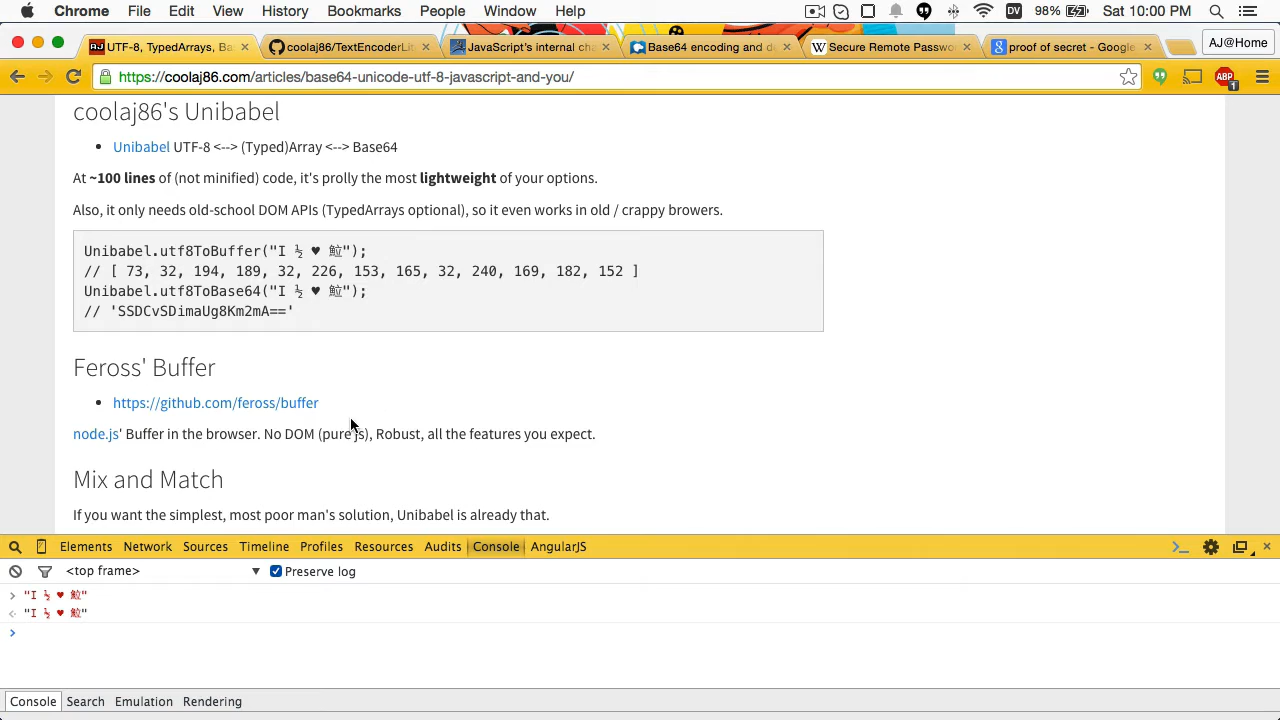 Chrome File Edit View History Bookmarks People Window Help DV 98% Sat 10:00 PM
UTF-8, TypedArrays, Ba coolaj86/TextEncoderLit JavaScript's internal cha Base64 encoding and de Secure Remote Passwo proof of secret - Google AJ@Home
https://coolaj86.com/articles/base64-unicode-utf-8-javascript-and-you/ ABP 1
coolaj86's Unibabel
• Unibabel UTF-8 <--> (Typed)Array <--> Base64
At ~100 lines of (not minified) code, it's prolly the most lightweight of your options.
Also, it only needs old-school DOM APIs (TypedArrays optional), so it even works in old / crappy browers.
Unibabel.utf8ToBuffer("I ½ ♥ 𩶘");
// [ 73, 32, 194, 189, 32, 226, 153, 165, 32, 240, 169, 182, 152 ]
Unibabel.utf8ToBase64("I ½ ♥ 𩶘");
// 'SSDCvSDimaUg8Km2mA=='
Feross' Buffer
• https://github.com/feross/buffer
node.js' Buffer in the browser. No DOM (pure js), Robust, all the features you expect.
Mix and Match
If you want the simplest, most poor man's solution, Unibabel is already that.
Elements Network Sources Timeline Profiles Resources Audits Console AngularJS
<top frame> Preserve log
"I ½ ♥ 𩶘"
"I ½ ♥ 𩶘"
Console Search Emulation Rendering